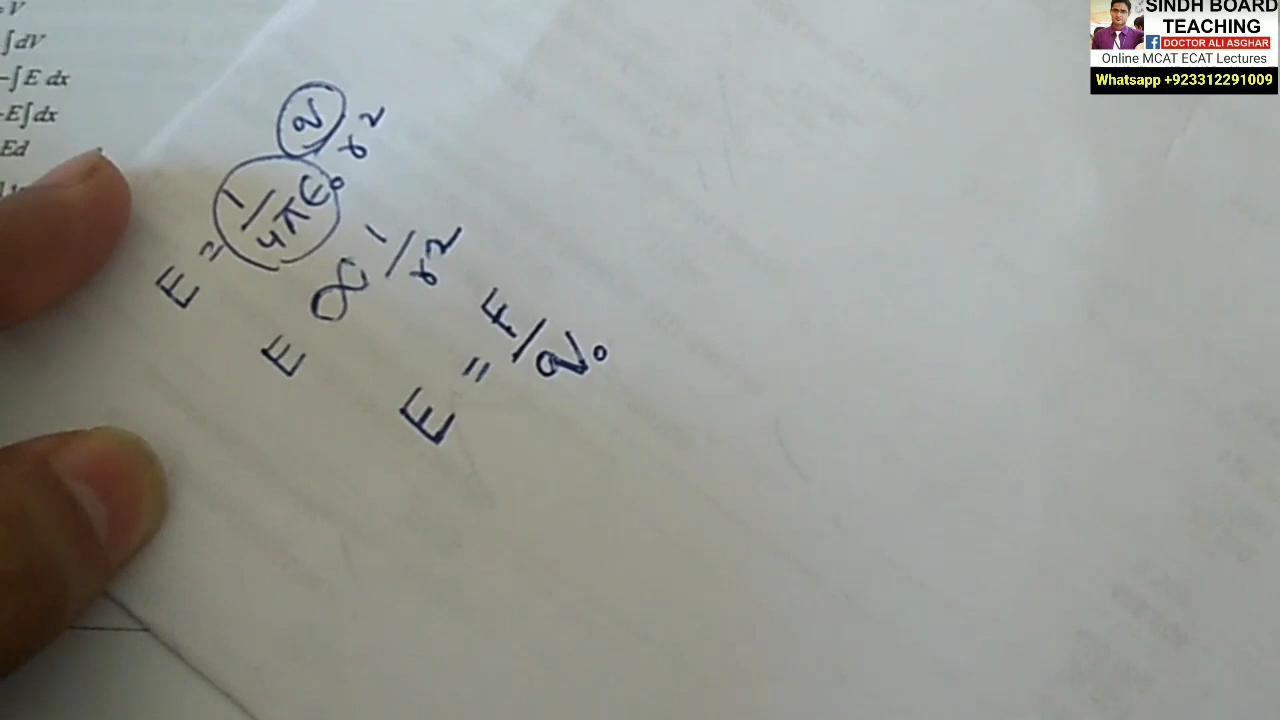 = V
∫dV
-∫E dx
-E∫dx
Ed
E = 1/4πε₀ q/r²
E ∝ 1/r²
E = F/q₀
SINDH BOARD
TEACHING
f DOCTOR ALI ASGHAR
Online MCAT ECAT Lectures
Whatsapp +923312291009